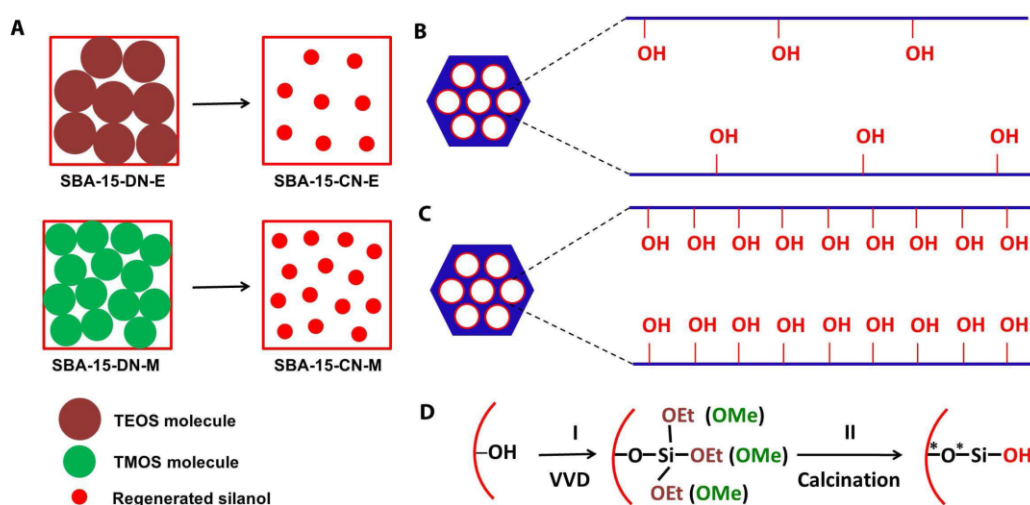 A
SBA-15-DN-E
SBA-15-CN-E
SBA-15-DN-M
SBA-15-CN-M
TEOS molecule
TMOS molecule
Regenerated silanol
B
OH OH OH
OH OH OH
C
OH OH OH OH OH OH OH OH OH
OH OH OH OH OH OH OH OH OH
D
–OH
I
VVD
OEt (OMe)
–O–Si–OEt (OMe)
OEt (OMe)
II
Calcination
*–O*–Si–OH